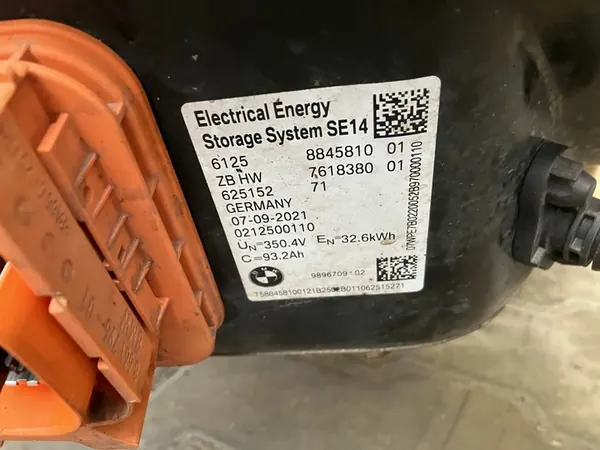 Electrical Energy
Storage System SE14
6125 8845810 01
ZB HW 7618380 01
625152 71
GERMANY
07-09-2021
0212500110
UN=350.4V EN=32.6kWh
C=93.2Ah
BMW
9896709 02